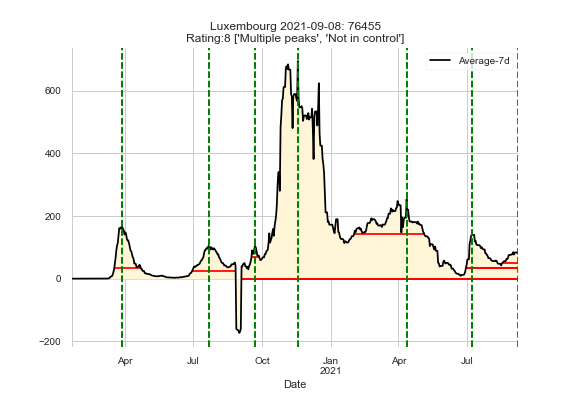 Luxembourg 2021-09-08: 76455
Rating:8 ['Multiple peaks', 'Not in control']
Average-7d
600
400
200
0
−200
Apr
Jul
Oct
Jan
2021
Apr
Jul
Date